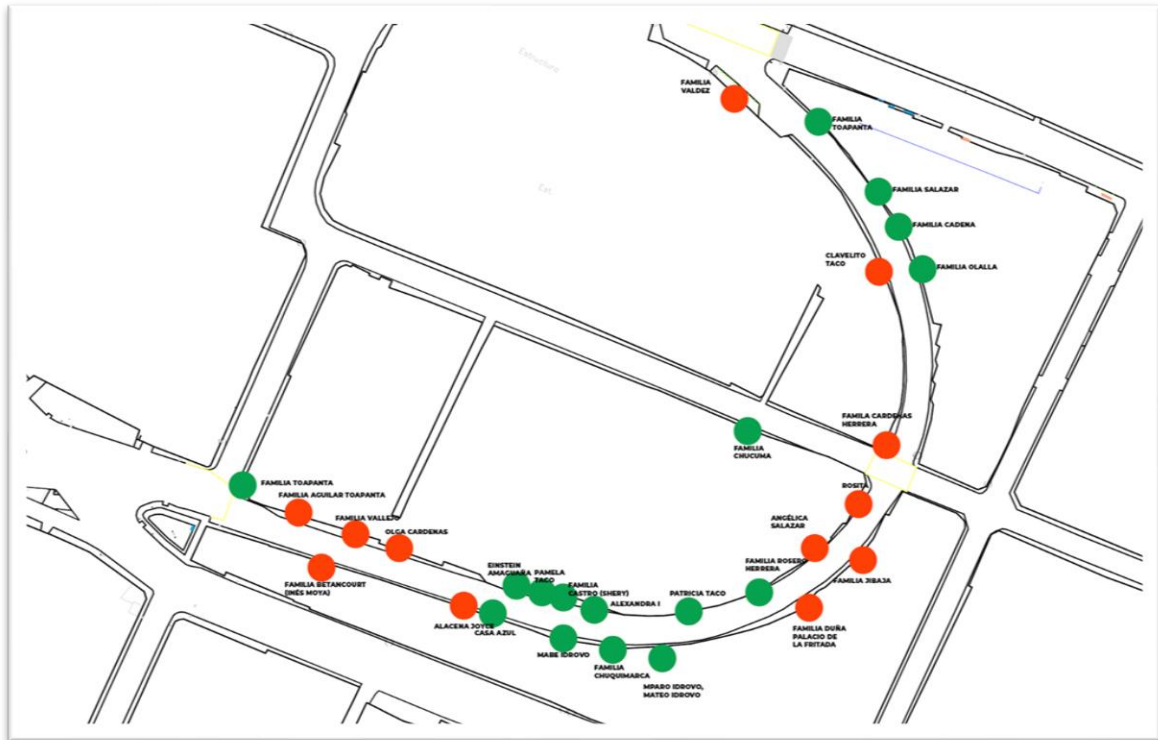 Extructura
FAMILIA
VALDEZ
FAMILIA
TOAPANTA
Ext.
FAMILIA SALAZAR
FAMILIA CADENA
CLAVELITO
TACO
FAMILIA OLALLA
FAMILA CARDENAS
HERRERA
FAMILIA
CHUCUMA
FAMILIA TOAPANTA
FAMILIA AGUILAR TOAPANTA
ROSITA
FAMILIA VALLEJO
ANGÉLICA
SALAZAR
OLGA CARDENAS
EINSTEIN
AMAGUAÑA
PAMELA
TACO
FAMILIA ROSERO
HERRERA
FAMILIA JIBAJA
FAMILIA BETANCOURT
(INÉS MOYA)
FAMILIA
CASTRO (SHERY)
ALEXANDRA I
PATRICIA TACO
ALACENA JOYCE
CASA AZUL
FAMILIA DUÑA
PALACIO DE
LA FRITADA
MABE IDROVO
FAMILIA
CHUQUIMARCA
MPARO IDROVO,
MATEO IDROVO